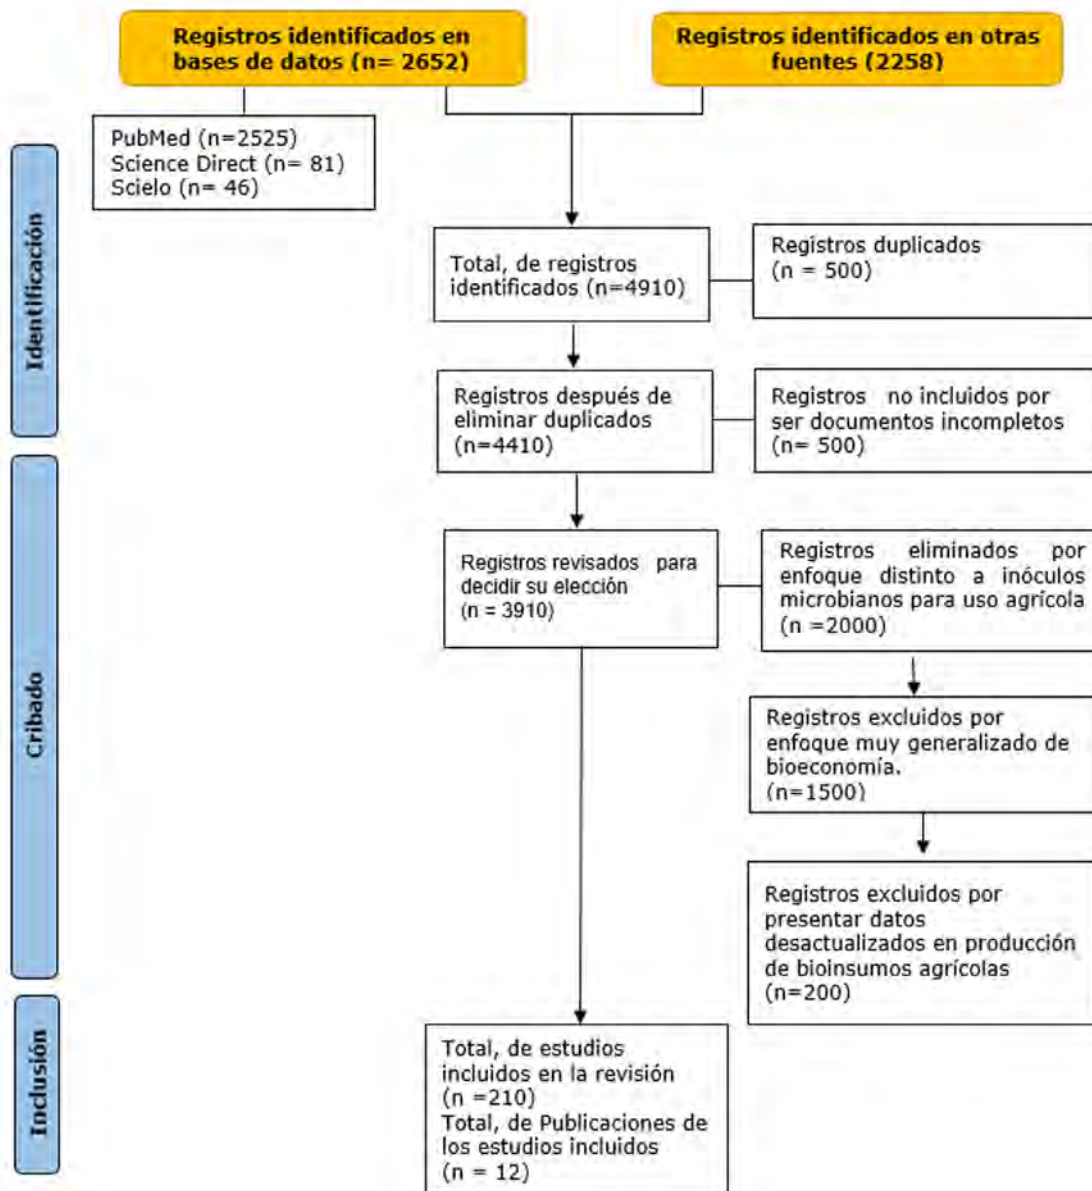 Registros identificados en
bases de datos (n= 2652)
Registros identificados en otras
fuentes (2258)
PubMed (n=2525)
Science Direct (n= 81)
Scielo (n= 46)
Identificación
Total, de registros
identificados (n=4910)
Registros duplicados
(n = 500)
Registros después de
eliminar duplicados
(n=4410)
Registros no incluidos por
ser documentos incompletos
(n= 500)
Cribado
Registros revisados para
decidir su elección
(n = 3910)
Registros eliminados por
enfoque distinto a inóculos
microbianos para uso agrícola
(n =2000)
Registros excluidos por
enfoque muy generalizado de
bioeconomía.
(n=1500)
Registros excluidos por
presentar datos
desactualizados en producción
de bioinsumos agrícolas
(n=200)
Inclusión
Total, de estudios
incluidos en la revisión
(n =210)
Total, de Publicaciones de
los estudios incluidos
(n = 12)